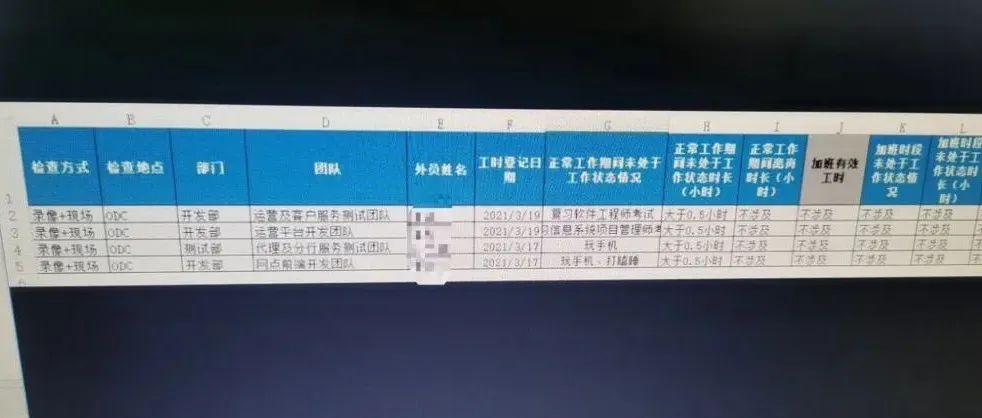 A B C D E F G H I J K L
检查方式 检查地点 部门 团队 外员姓名 工时登记日期 正常工作期间未处于工作状态情况 正常工作期间未处于工作状态时长（小时） 正常工作期间离岗时长（小时） 加班有效工时 加班时段未处于工作状态情况 加班时段未处于工作时长（小时）
1
2 录像+现场 ODC 开发部 运营及客户服务测试团队 2021/3/19 复习软件工程师考试 大于0.5小时 不涉及 不涉及 不涉及 不涉及
3 录像+现场 ODC 开发部 运营平台开发团队 2021/3/19 习信息系统项目管理师考 大于0.5小时 不涉及 不涉及 不涉及 不涉及
4 录像+现场 ODC 测试部 代理及分行服务测试团队 2021/3/17 玩手机 大于0.5小时 不涉及 不涉及 不涉及 不涉及
5 录像+现场 ODC 开发部 网点前端开发团队 2021/3/17 玩手机、打瞌睡 大于0.5小时 不涉及 不涉及 不涉及 不涉及